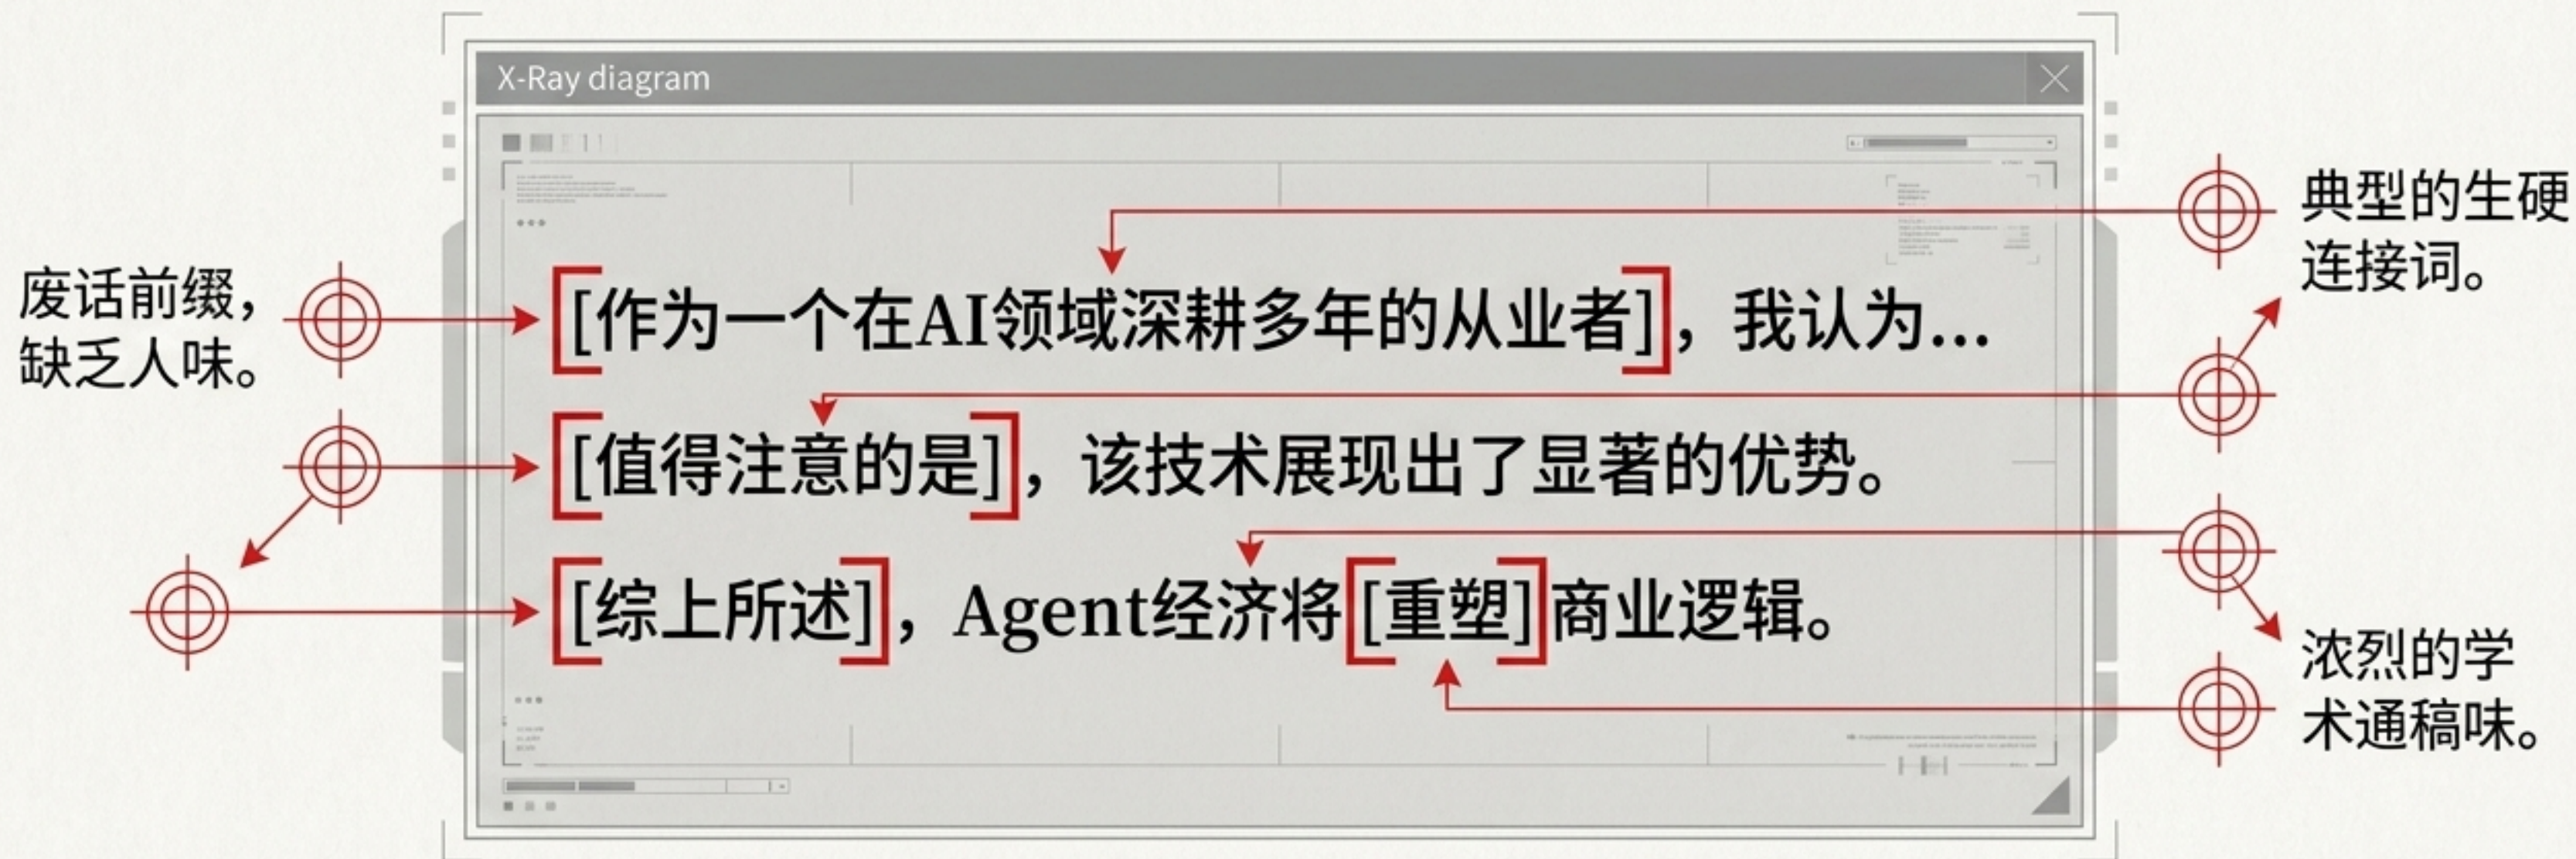 X-Ray diagram
废话前缀，
缺乏人味。
[作为一个在AI领域深耕多年的从业者]，我认为...
[值得注意的是]，该技术展现出了显著的优势。
[综上所述]，Agent经济将[重塑]商业逻辑。
典型的生硬
连接词。
浓烈的学
术通稿味。